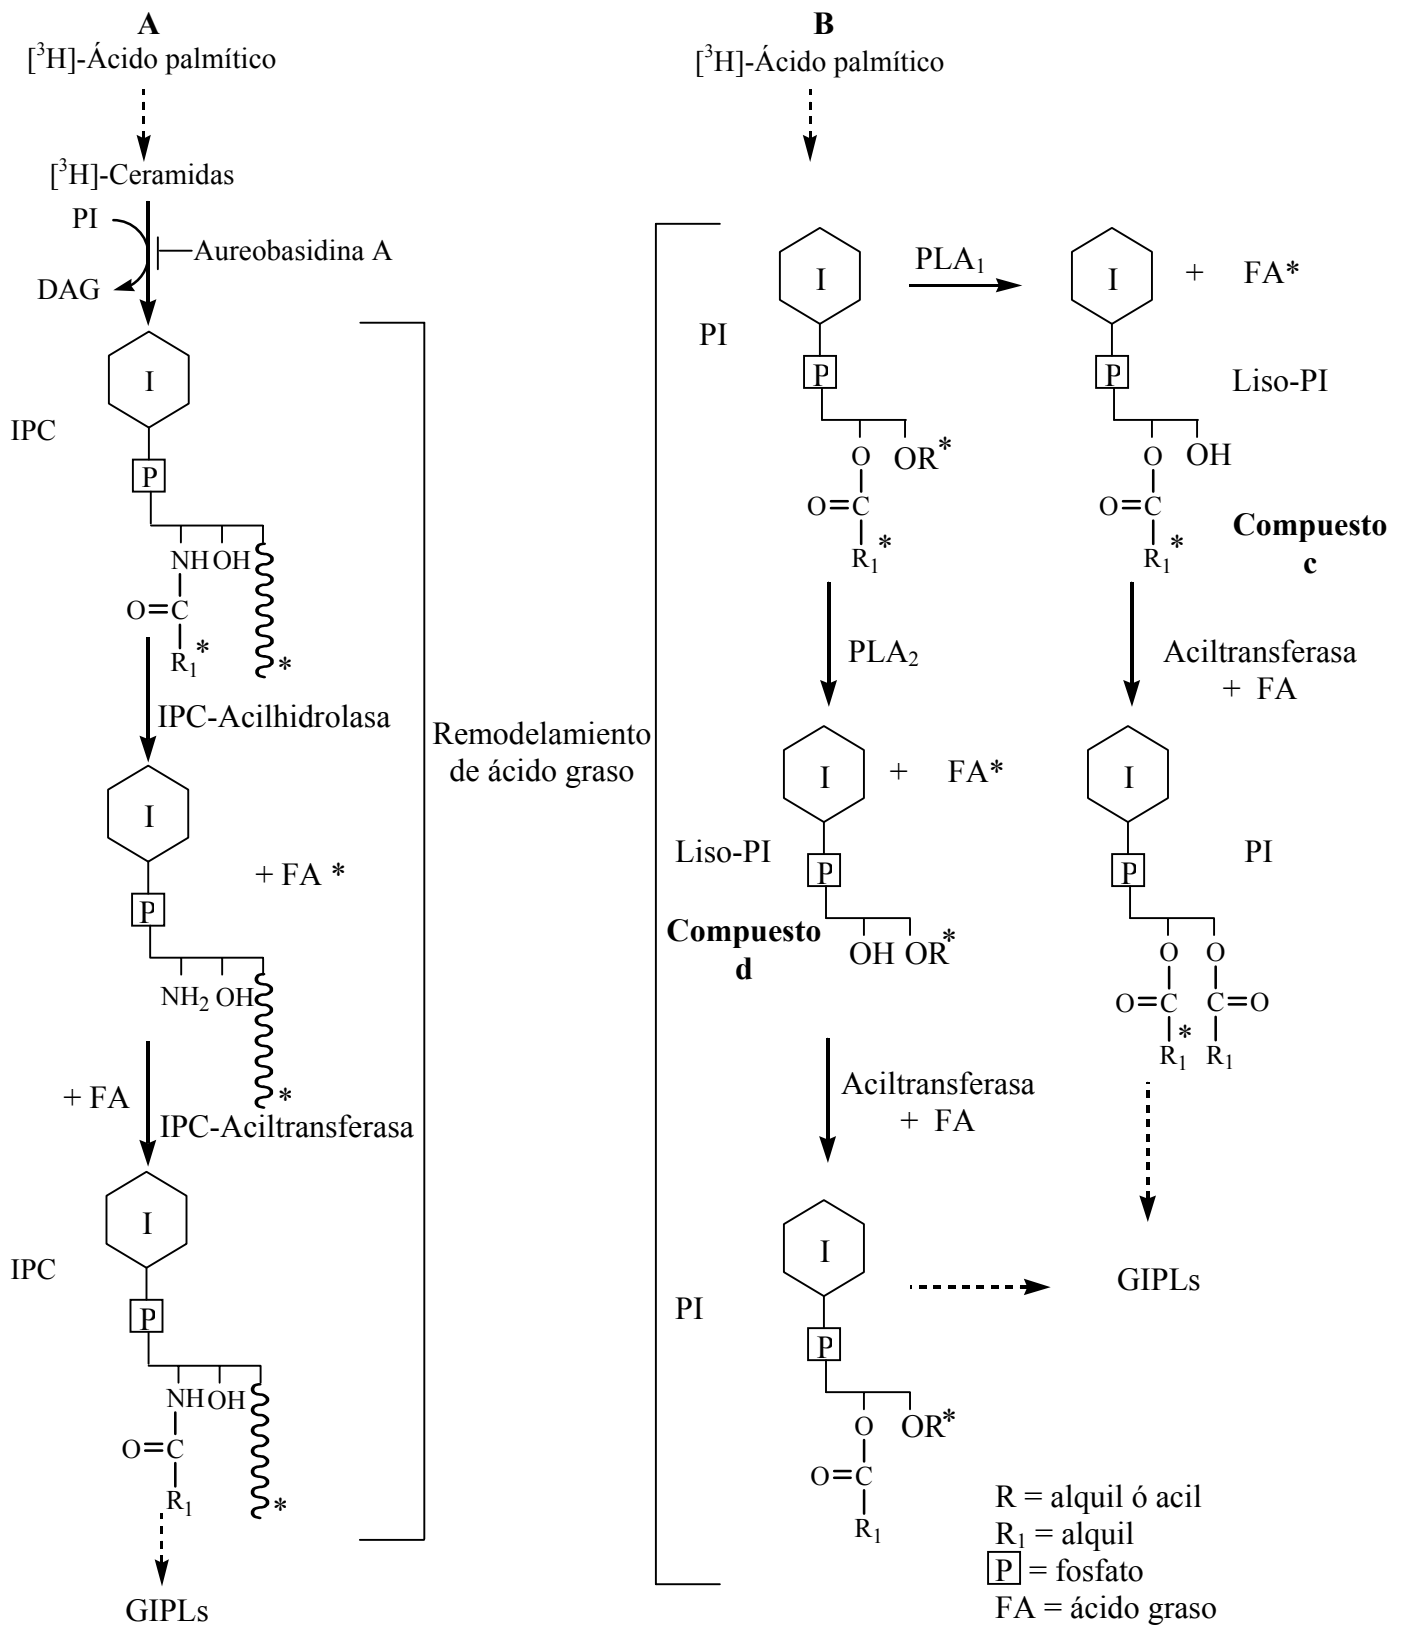 A
[³H]-Ácido palmítico
[³H]-Ceramidas
PI
Aureobasidina A
DAG
I
IPC
P
NH OH
O=C
R₁*
*
IPC-Acilhidrolasa
I
+ FA *
P
NH₂ OH
*
+ FA
IPC-Aciltransferasa
I
IPC
P
NH OH
O=C
R₁
*
GIPLs
Remodelamiento
de ácido graso
B
[³H]-Ácido palmítico
I
PLA₁
I
+ FA*
PI
P
P
Liso-PI
O OR*
O OH
O=C
O=C
R₁*
R₁*
Compuesto
c
PLA₂
Aciltransferasa
+ FA
I
+ FA*
I
Liso-PI
P
P
PI
Compuesto
d
OH OR*
O O
O=C C=O
R₁* R₁
Aciltransferasa
+ FA
I
GIPLs
PI
P
O OR*
O=C
R₁
R = alquil ó acil
R₁ = alquil
P = fosfato
FA = ácido graso